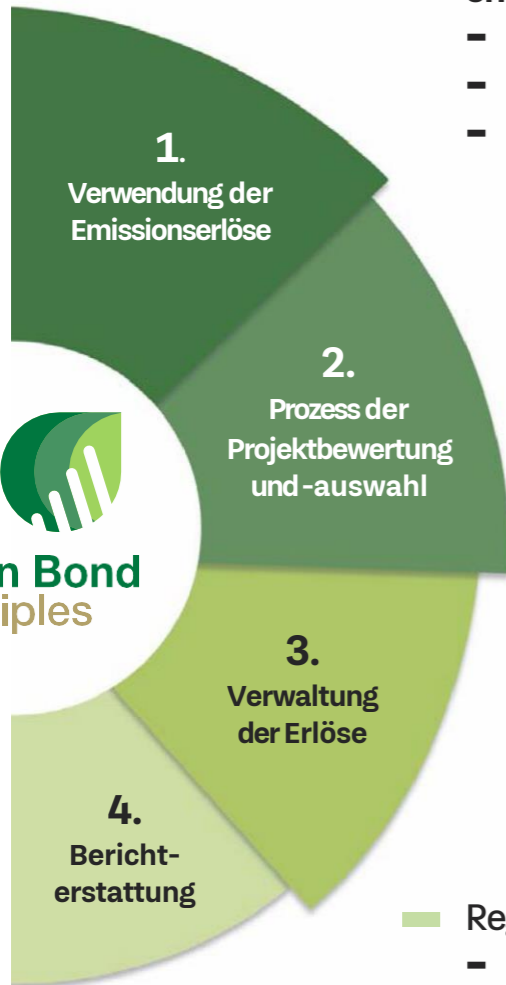 1.
Verwendung der
Emissionserlöse
2.
Prozess der
Projektbewertung
und -auswahl
n Bond
iples
3.
Verwaltung
der Erlöse
4.
Bericht-
erstattung
Re
-
-
-
-